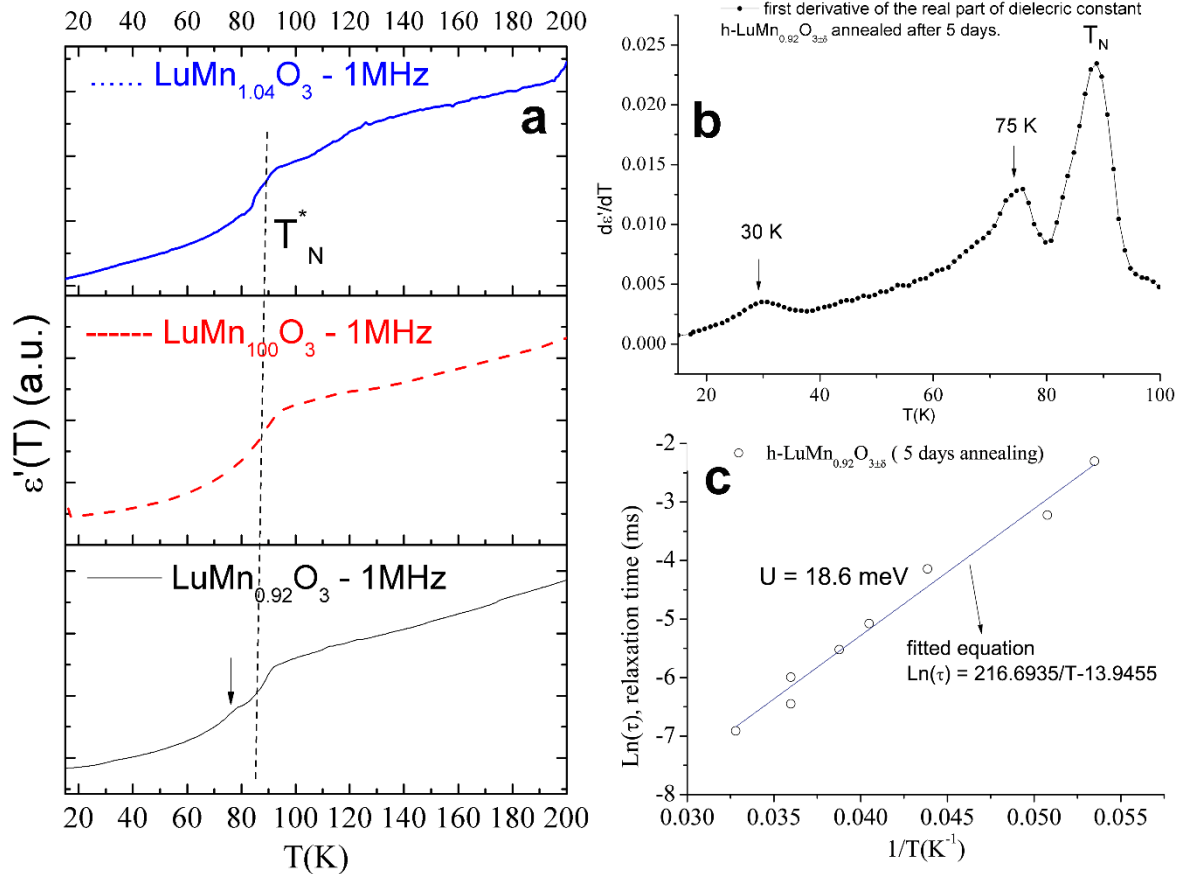 20 40 60 80 100 120 140 160 180 200
...... LuMn1.04O3 - 1MHz
a
T*N
LuMn100O3 - 1MHz
LuMn0.92O3 - 1MHz
ε'(T) (a.u.)
20 40 60 80 100 120 140 160 180 200
T(K)
first derivative of the real part of dielecric constant
h-LuMn0.92O3±δ annealed after 5 days.
b
TN
75 K
30 K
dε'/dT
0.025
0.020
0.015
0.010
0.005
0.000
20 40 60 80 100
T(K)
h-LuMn0.92O3±δ ( 5 days annealing)
c
U = 18.6 meV
fitted equation
Ln(τ) = 216.6935/T-13.9455
Ln(τ), relaxation time (ms)
-2
-3
-4
-5
-6
-7
-8
0.030 0.035 0.040 0.045 0.050 0.055
1/T(K-1)